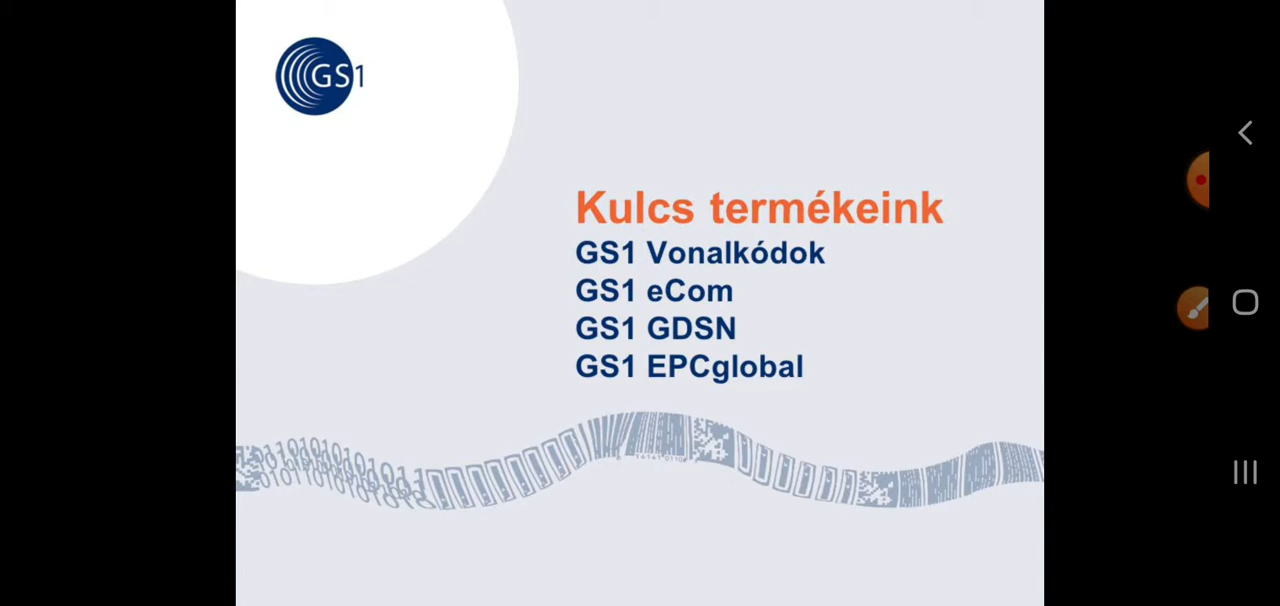 GS1
Kulcs termékeink
GS1 Vonalkódok
GS1 eCom
GS1 GDSN
GS1 EPCglobal